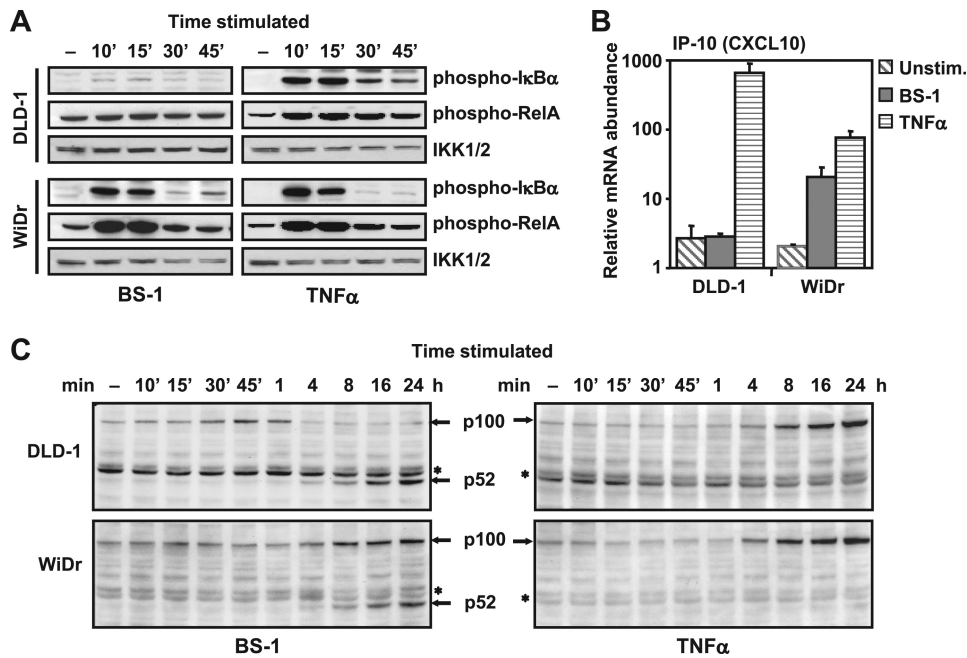 A
Time stimulated
– 10’ 15’ 30’ 45’ – 10’ 15’ 30’ 45’
DLD-1
phospho-IκBα
phospho-RelA
IKK1/2
WiDr
phospho-IκBα
phospho-RelA
IKK1/2
BS-1 TNFα
B
IP-10 (CXCL10)
Relative mRNA abundance
1000
100
10
1
DLD-1 WiDr
Unstim.
BS-1
TNFα
C
Time stimulated
min – 10’ 15’ 30’ 45’ 1 4 8 16 24 h min – 10’ 15’ 30’ 45’ 1 4 8 16 24 h
DLD-1
p100
* *
p52
WiDr
p100
* *
p52
BS-1 TNFα